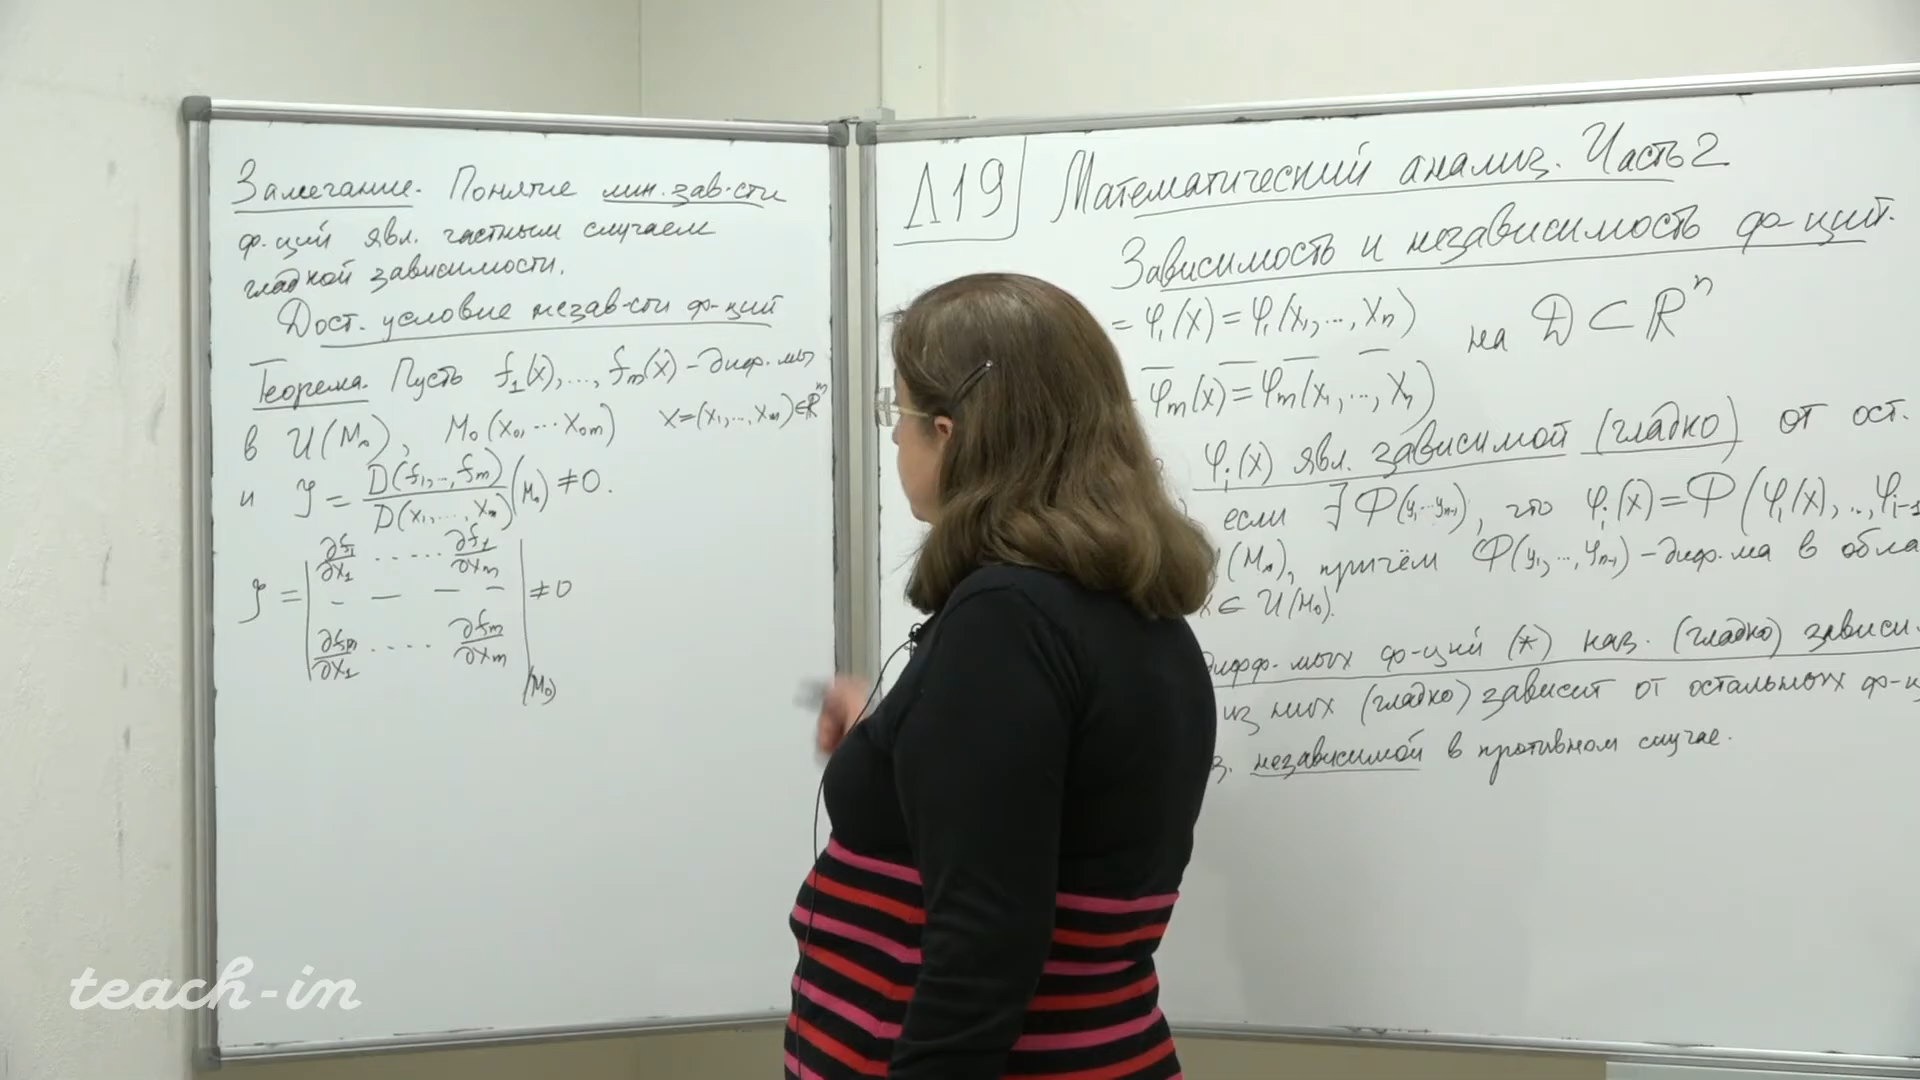 Замечание. Понятие лин. зав-сти
ф-ций явл. частным случаем
гладкой зависимости.
Дост. условие незав-сти ф-ций
Теорема. Пусть f₁(x),...,fₘ(x) - диф-мы
в U(M₀), M₀(x₀₁...x₀ₘ) x=(x₁,...,xₘ)∈ℝᵐ
и J = D(f₁,...,fₘ)/D(x₁,...,xₘ) (M₀) ≠ 0.
J = | ∂f₁/∂x₁ ..... ∂f₁/∂xₘ |
– — – – ≠ 0
∂fₘ/∂x₁ .... ∂fₘ/∂xₘ | (M₀)
Л19 Математический анализ. Часть 2
Зависимость и независимость ф-ций.
= φ₁(x) = φ₁(x₁,...,xₙ) на D ⊂ ℝⁿ
φₘ(x) = φₘ(x₁,...,xₙ)
φᵢ(x) явл. зависимой (гладко) от ост.
если ∃ Φ(y₁...yₙ₋₁), что φᵢ(x) = Φ(φ₁(x),...,φᵢ₋₁
(M₀), причём Φ(y₁,...,yₙ₋₁) - диф-ма в обла
x ∈ U(M₀).
дифф-мых ф-ций (*) наз. (гладко) зависи
из них (гладко) зависит от остальных ф-ц
з. независимой в противном случае.
teach-in